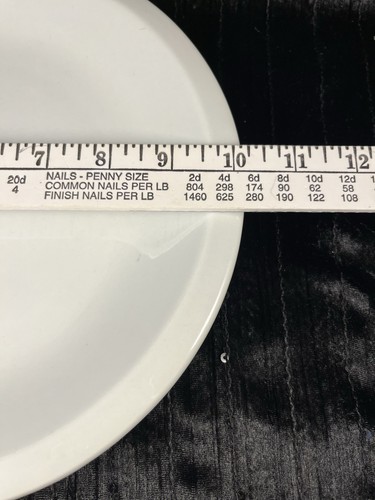 7 8 9 10 11 12
20d NAILS - PENNY SIZE 2d 4d 6d 8d 10d 12d
4 COMMON NAILS PER LB 804 298 174 90 62 58
FINISH NAILS PER LB 1460 625 280 190 122 108